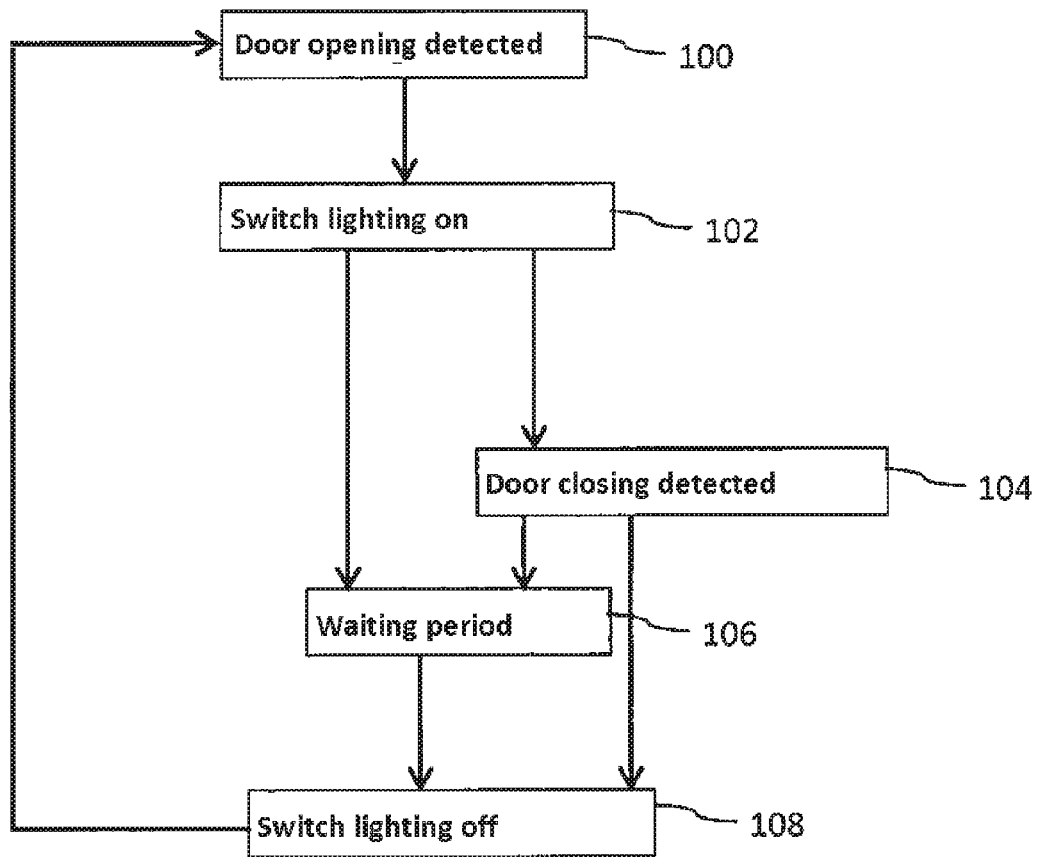 Door opening detected
100
Switch lighting on
102
Door closing detected
104
Waiting period
106
Switch lighting off
108